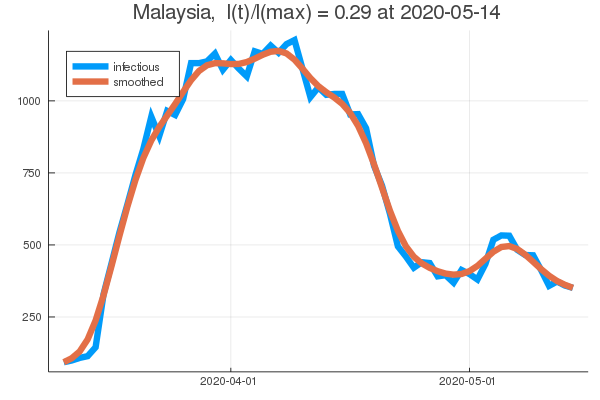 Malaysia,  I(t)/I(max) = 0.29 at 2020-05-14
infectious
smoothed
1000
750
500
250
2020-04-01 2020-05-01